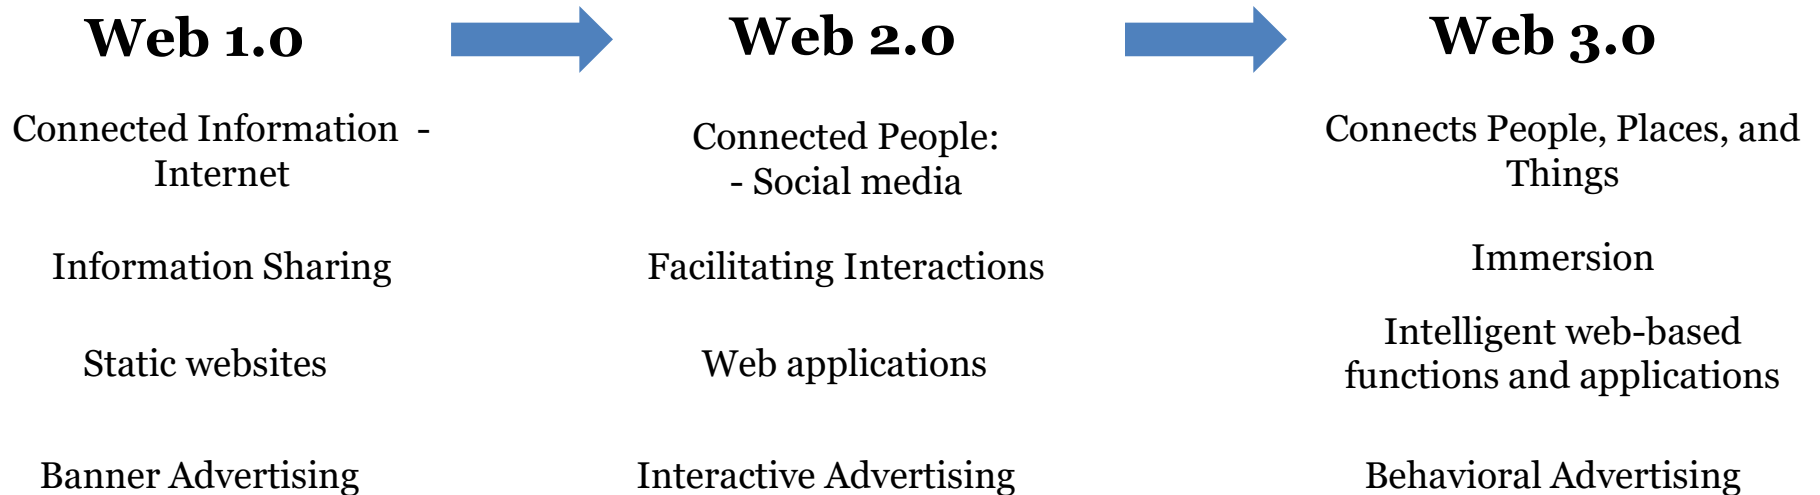 Web 1.0
Connected Information -
Internet
Information Sharing
Static websites
Banner Advertising
Web 2.0
Connected People:
- Social media
Facilitating Interactions
Web applications
Interactive Advertising
Web 3.0
Connects People, Places, and
Things
Immersion
Intelligent web-based
functions and applications
Behavioral Advertising